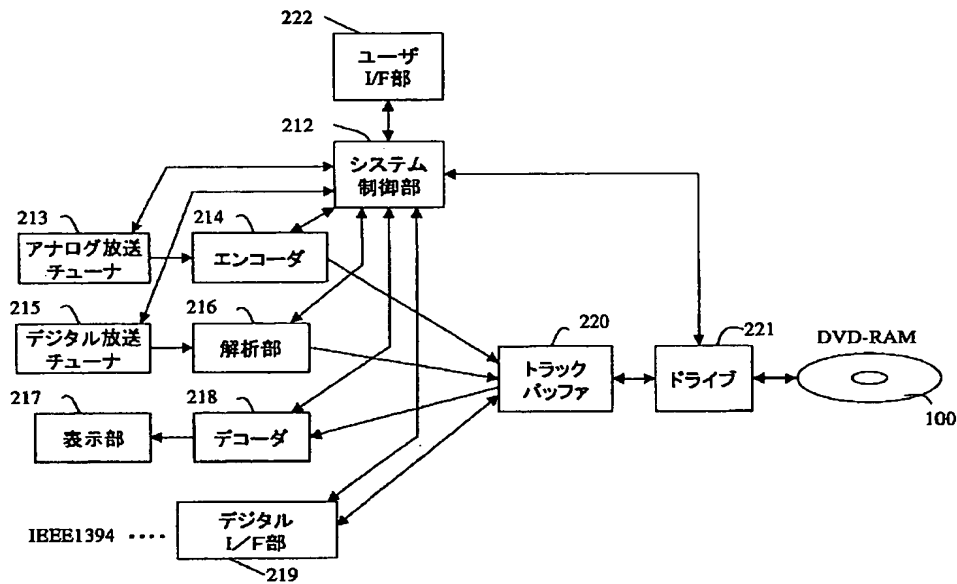 222
ユーザ
I/F部
212
システム
制御部
213
アナログ放送
チューナ
214
エンコーダ
215
デジタル放送
チューナ
216
解析部
220
トラック
バッファ
221
ドライブ
DVD-RAM
100
217
表示部
218
デコーダ
IEEE1394 ····
デジタル
I/F部
219